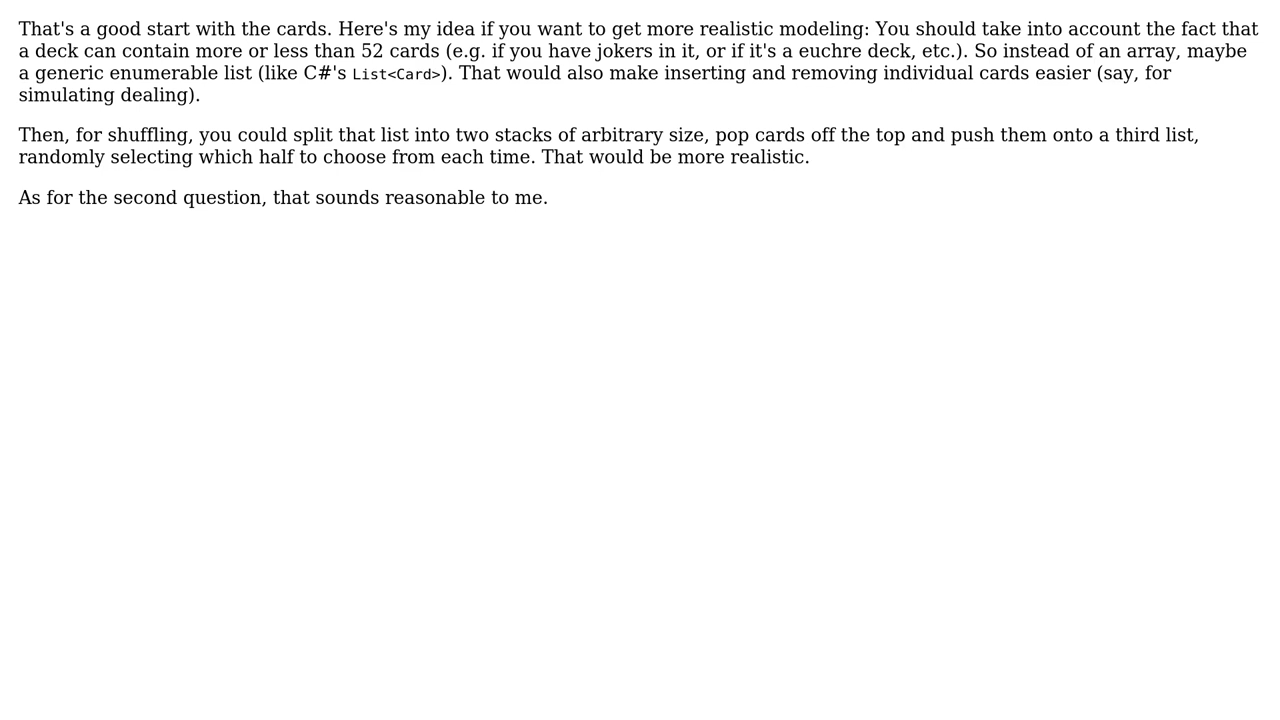 That's a good start with the cards. Here's my idea if you want to get more realistic modeling: You should take into account the fact that
a deck can contain more or less than 52 cards (e.g. if you have jokers in it, or if it's a euchre deck, etc.). So instead of an array, maybe
a generic enumerable list (like C#'s List<Card>). That would also make inserting and removing individual cards easier (say, for
simulating dealing).
Then, for shuffling, you could split that list into two stacks of arbitrary size, pop cards off the top and push them onto a third list,
randomly selecting which half to choose from each time. That would be more realistic.
As for the second question, that sounds reasonable to me.